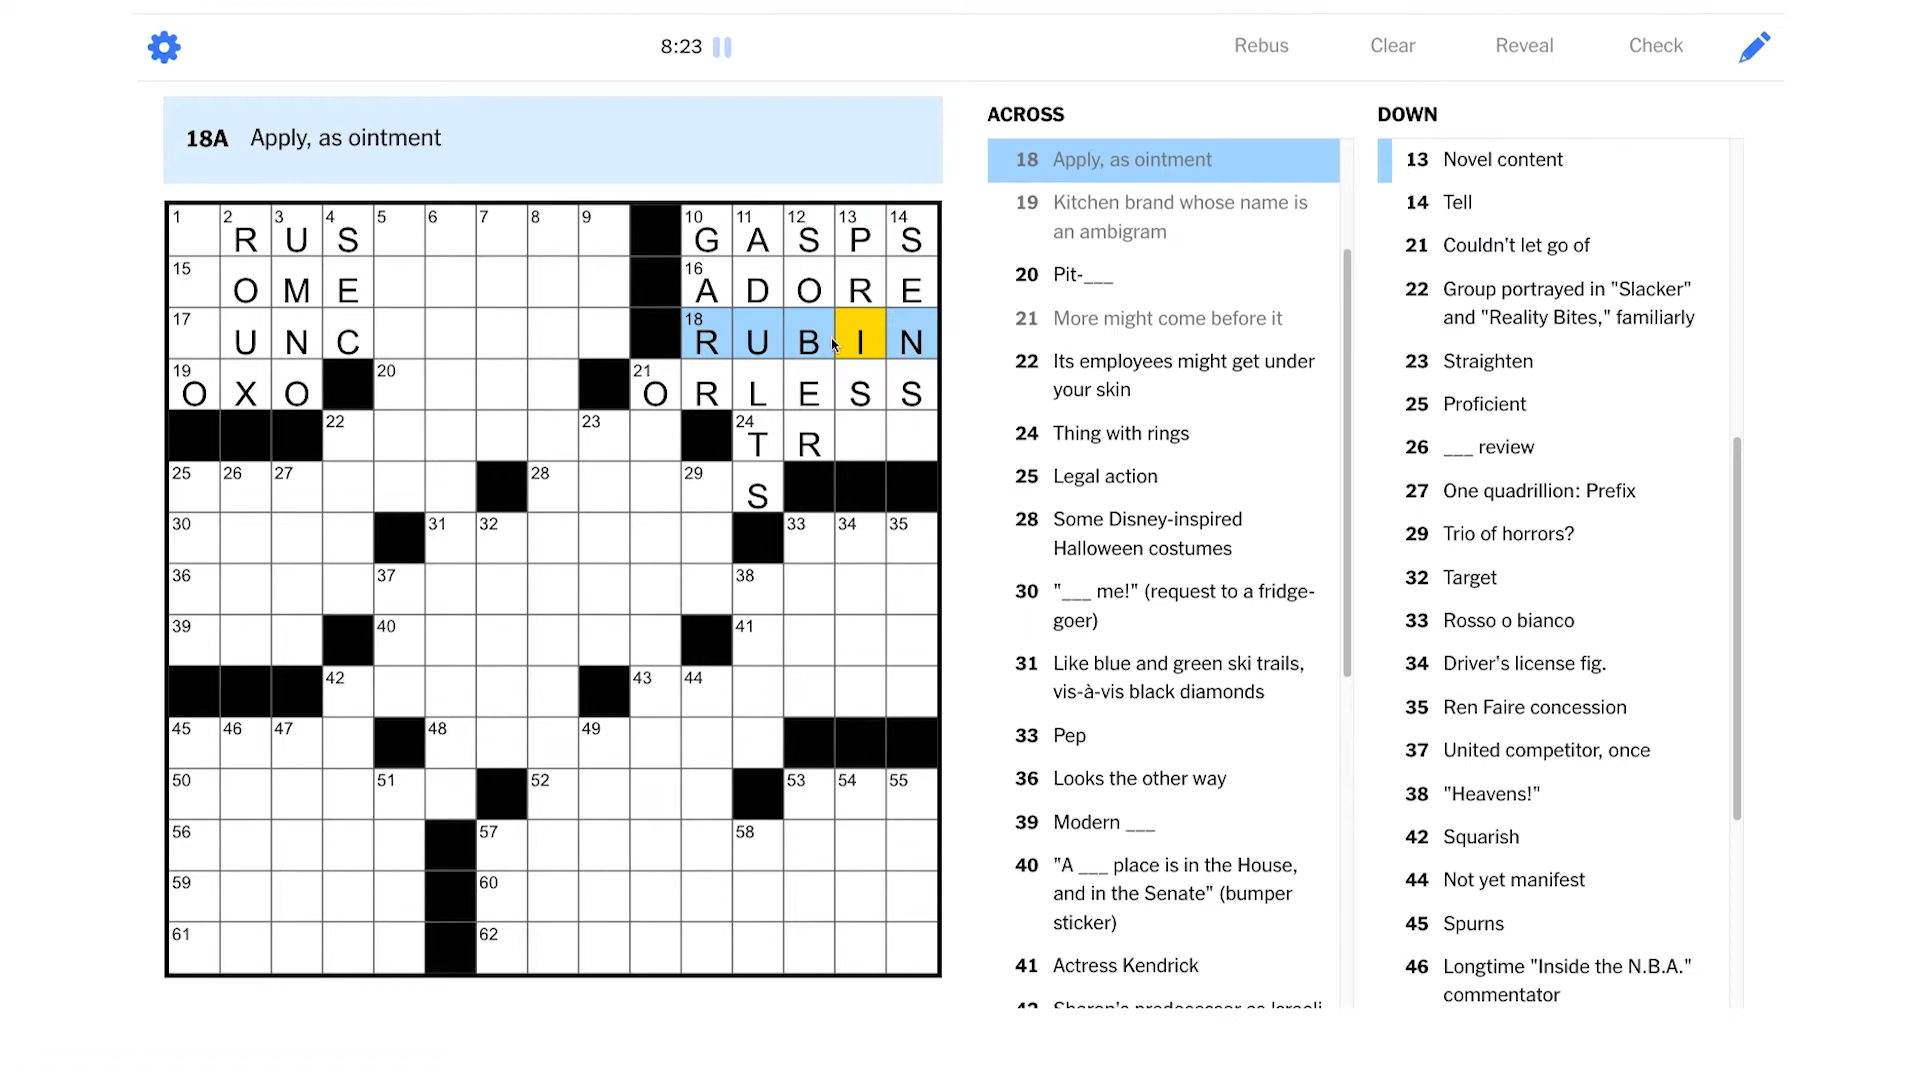 8:23
Rebus Clear Reveal Check
18A Apply, as ointment
1 2 3 4 5 6 7 8 9 10 11 12 13 14
R U S G A S P S
15 16
O M E A D O R E
17 18
U N C R U B I N
19 20 21
O X O O R L E S S
22 23 24
T R
25 26 27 28 29
S
30 31 32 33 34 35
36 37 38
39 40 41
42 43 44
45 46 47 48 49
50 51 52 53 54 55
56 57 58
59 60
61 62
ACROSS
18 Apply, as ointment
19 Kitchen brand whose name is
an ambigram
20 Pit-___
21 More might come before it
22 Its employees might get under
your skin
24 Thing with rings
25 Legal action
28 Some Disney-inspired
Halloween costumes
30 "___ me!" (request to a fridge-
goer)
31 Like blue and green ski trails,
vis-à-vis black diamonds
33 Pep
36 Looks the other way
39 Modern ___
40 "A ___ place is in the House,
and in the Senate" (bumper
sticker)
41 Actress Kendrick
42 Sharon's predecessor as Israeli
DOWN
13 Novel content
14 Tell
21 Couldn't let go of
22 Group portrayed in "Slacker"
and "Reality Bites," familiarly
23 Straighten
25 Proficient
26 ___ review
27 One quadrillion: Prefix
29 Trio of horrors?
32 Target
33 Rosso o bianco
34 Driver's license fig.
35 Ren Faire concession
37 United competitor, once
38 "Heavens!"
42 Squarish
44 Not yet manifest
45 Spurns
46 Longtime "Inside the N.B.A."
commentator